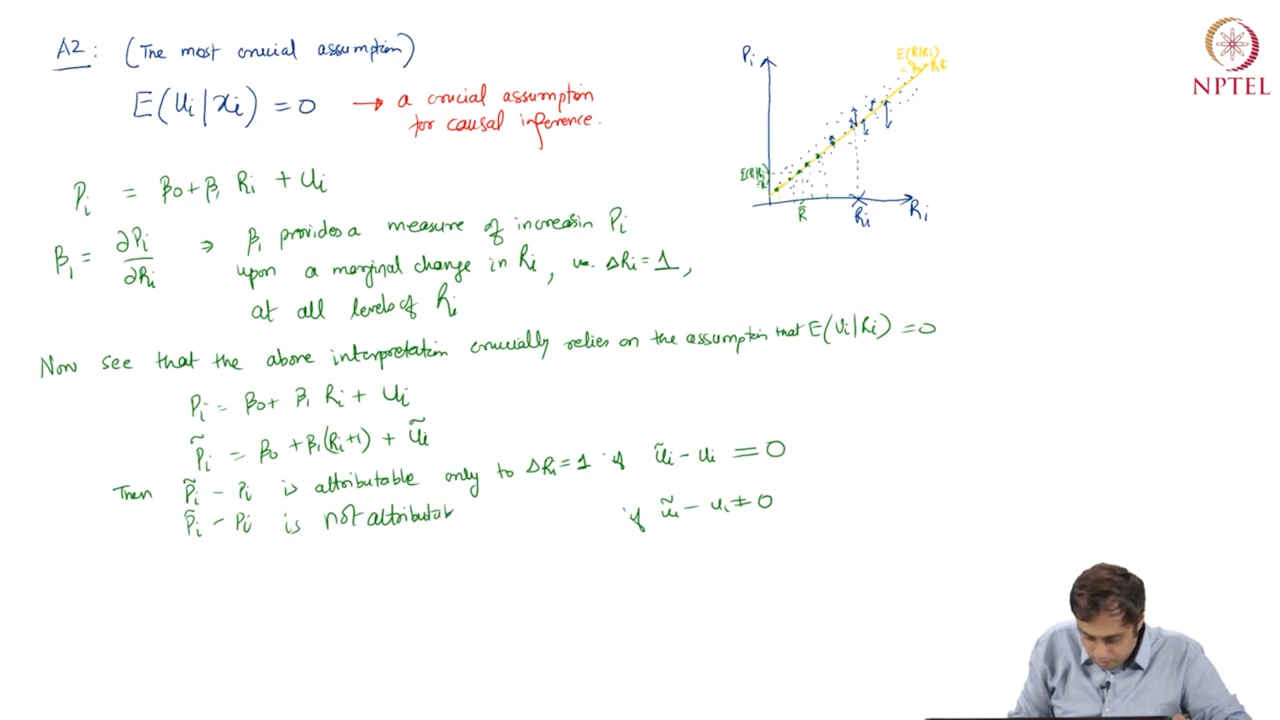 A2: (The most crucial assumption)
E(Ui|xi) = 0 → a crucial assumption
for causal inference.
Pi = β0 + β1 Ri + Ui
β1 = ∂Pi/∂Ri ⇒ β1 provides a measure of increase in Pi
upon a marginal change in Ri, ΔRi = 1,
at all levels of Ri
Now see that the above interpretation crucially relies on the assumption that E(Ui|Ri) = 0
Pi = β0 + β1 Ri + Ui
P̃i = β0 + β1(Ri+1) + ũi
Then P̃i - Pi is attributable only to ΔRi = 1 if ũi - ui = 0
P̃i - Pi is not attributab if ũi - ui ≠ 0
Pi
R̃
Ri
Ri
NPTEL